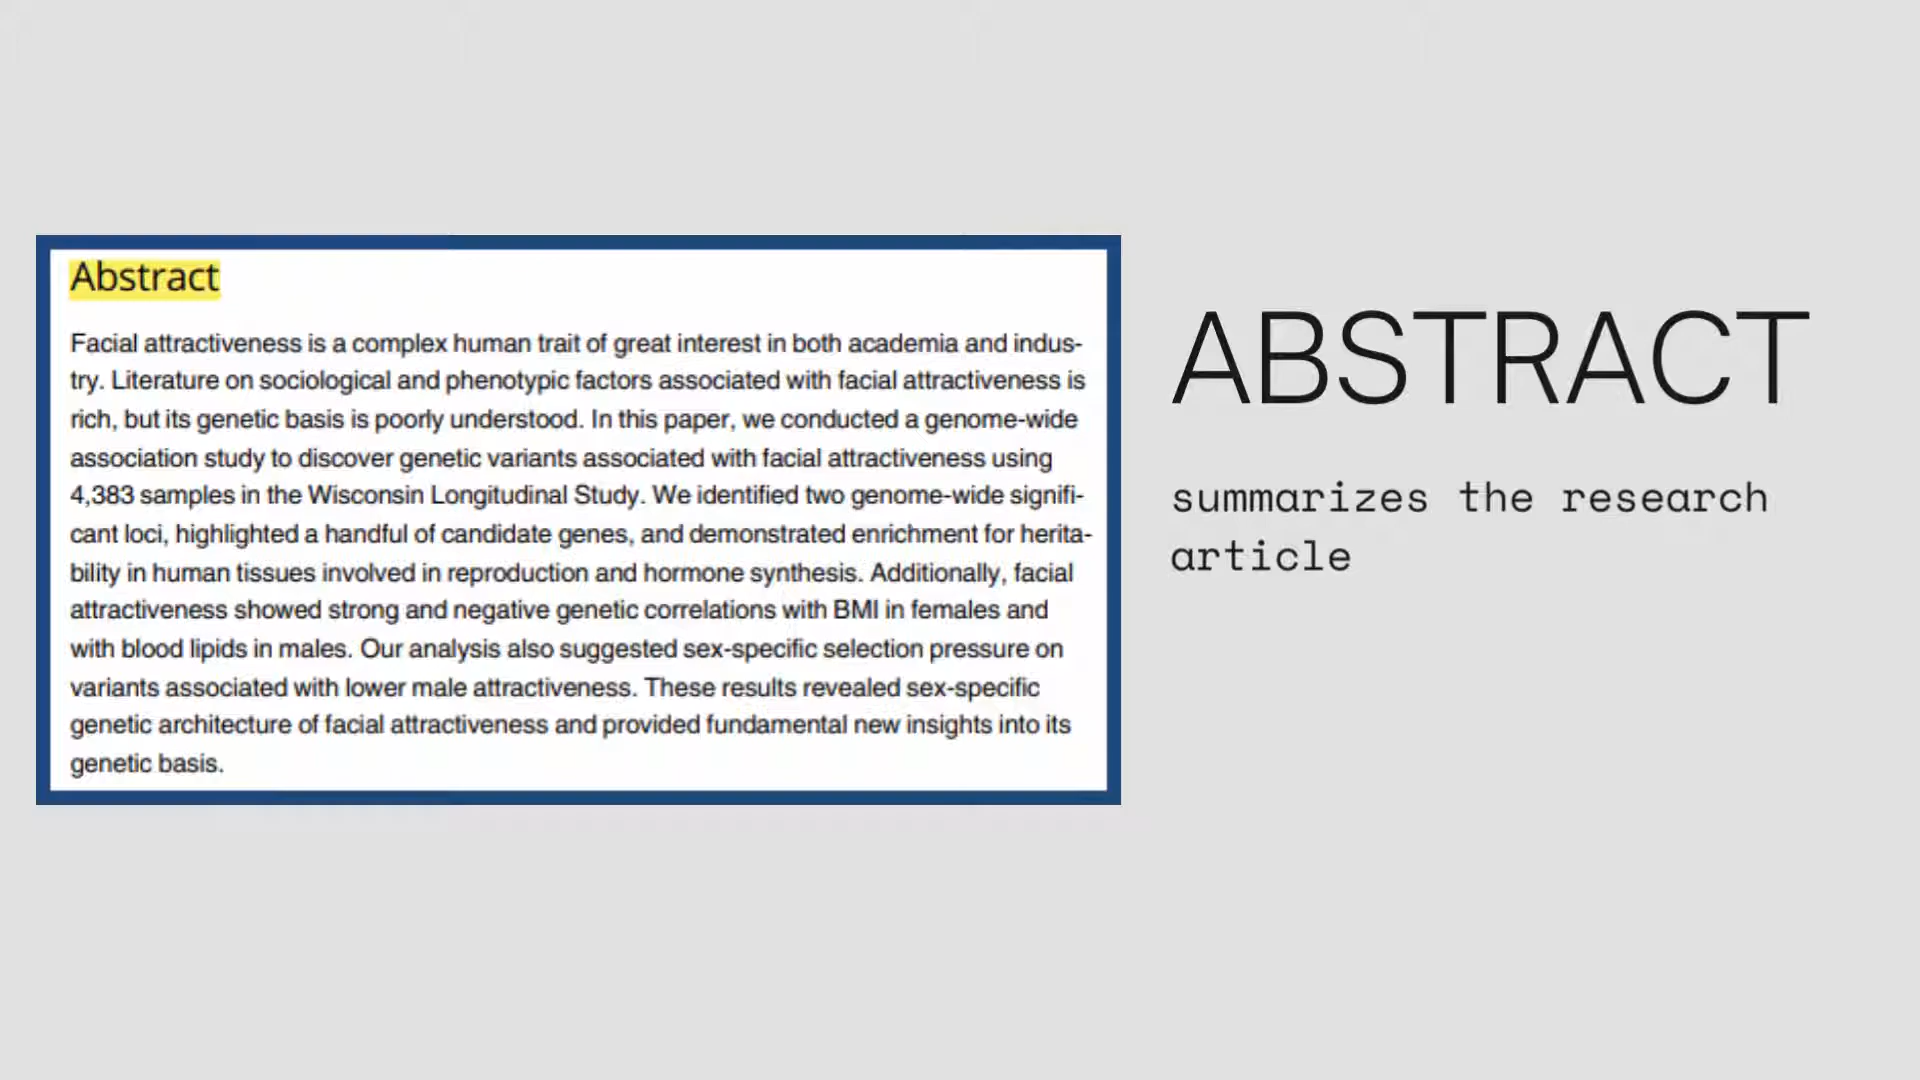 Abstract
Facial attractiveness is a complex human trait of great interest in both academia and indus-
try. Literature on sociological and phenotypic factors associated with facial attractiveness is
rich, but its genetic basis is poorly understood. In this paper, we conducted a genome-wide
association study to discover genetic variants associated with facial attractiveness using
4,383 samples in the Wisconsin Longitudinal Study. We identified two genome-wide signifi-
cant loci, highlighted a handful of candidate genes, and demonstrated enrichment for herita-
bility in human tissues involved in reproduction and hormone synthesis. Additionally, facial
attractiveness showed strong and negative genetic correlations with BMI in females and
with blood lipids in males. Our analysis also suggested sex-specific selection pressure on
variants associated with lower male attractiveness. These results revealed sex-specific
genetic architecture of facial attractiveness and provided fundamental new insights into its
genetic basis.
ABSTRACT
summarizes the research
article